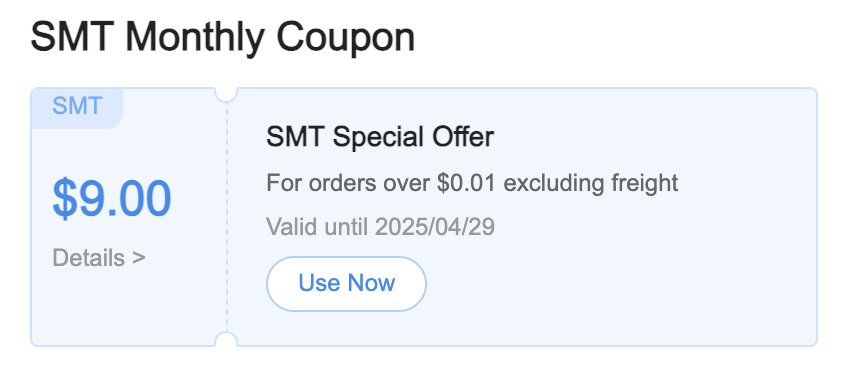 SMT Monthly Coupon
SMT
$9.00
Details >
SMT Special Offer
For orders over $0.01 excluding freight
Valid until 2025/04/29
Use Now